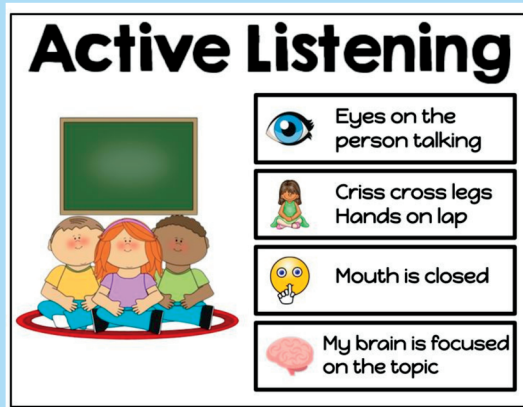 Active Listening
Eyes on the
person talking
Criss cross legs
Hands on lap
Mouth is closed
My brain is focused
on the topic